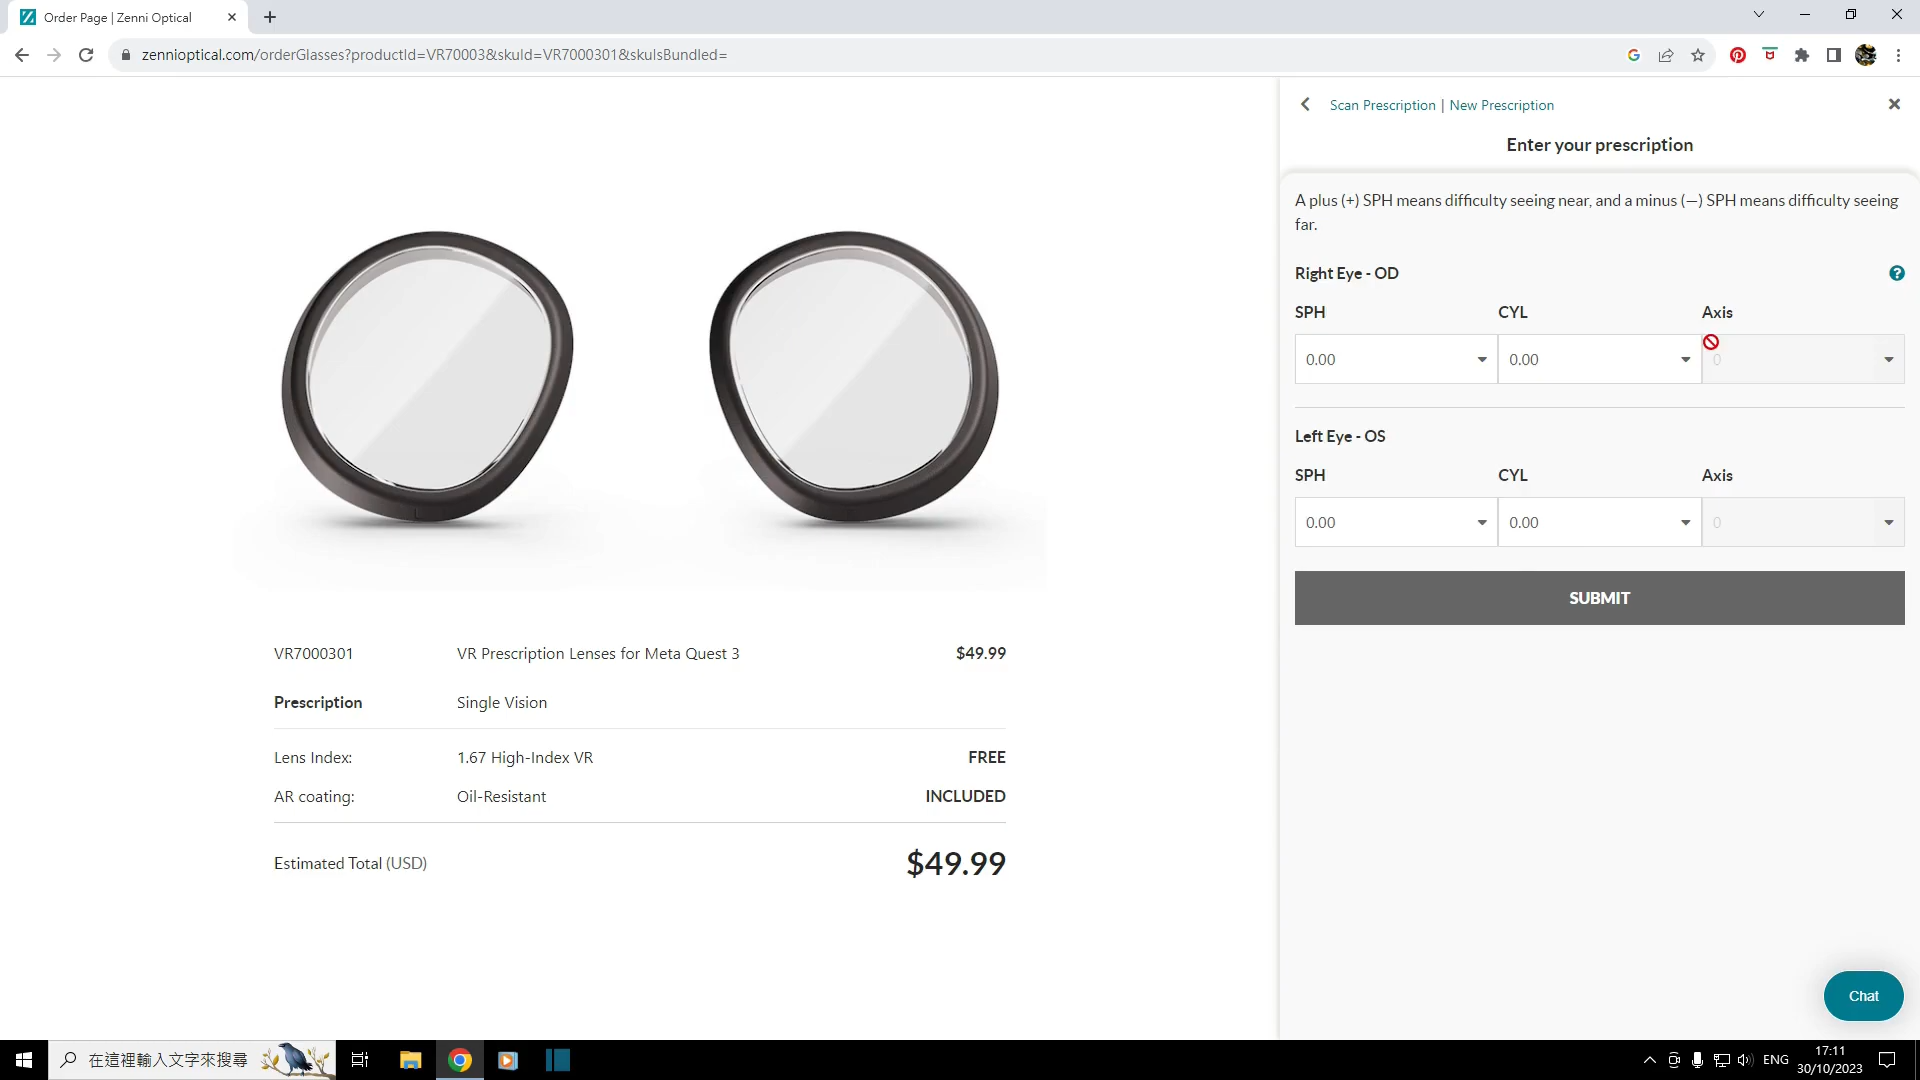 Order Page | Zenni Optical
zennioptical.com/orderGlasses?productId=VR70003&skuId=VR7000301&skuIsBundled=
Scan Prescription | New Prescription
Enter your prescription
A plus (+) SPH means difficulty seeing near, and a minus (—) SPH means difficulty seeing
far.
Right Eye - OD
SPH CYL Axis
0.00 0.00 0
Left Eye - OS
SPH CYL Axis
0.00 0.00 0
SUBMIT
L
VR7000301 VR Prescription Lenses for Meta Quest 3 $49.99
Prescription Single Vision
Lens Index: 1.67 High-Index VR FREE
AR coating: Oil-Resistant INCLUDED
Estimated Total (USD) $49.99
Chat
在這裡輸入文字來搜尋
ENG
17:11
30/10/2023